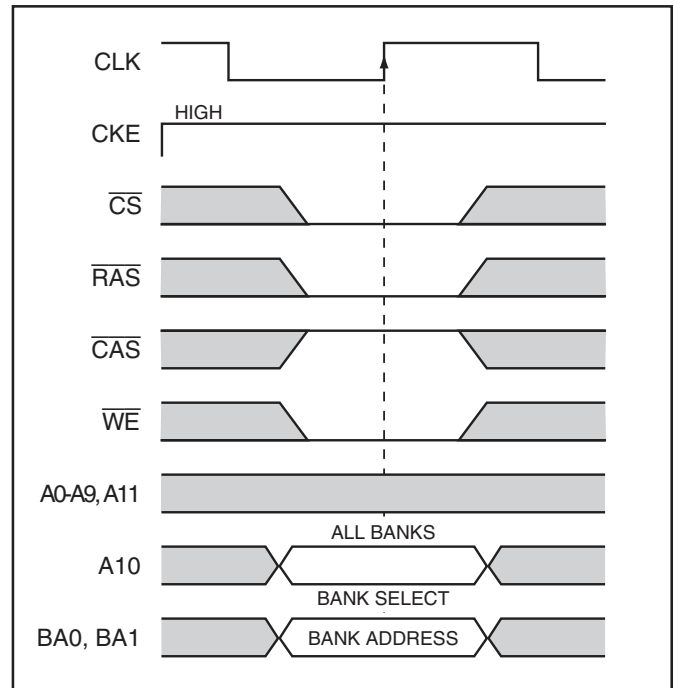 CLK
HIGH
CKE
CS
RAS
CAS
WE
A0-A9, A11
ALL BANKS
A10
BANK SELECT
BA0, BA1
BANK ADDRESS